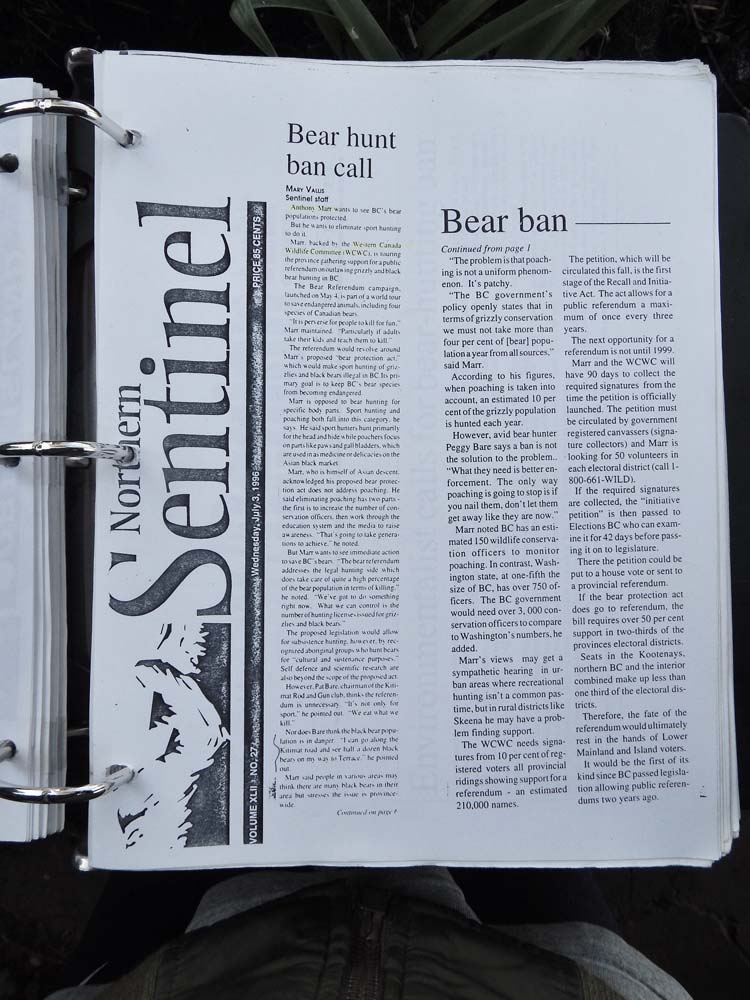 Northern
Sentinel
VOLUME XLII - NO. 27
Wednesday, July 3, 1996
PRICE 85 CENTS
Bear hunt
ban call
MARY VALLIS
Sentinel staff
Anthony Marr wants to see BC's bear
populations protected.
But he wants to eliminate sport hunting
to do it.
Marr, backed by the Western Canada
Wildlife Committee (WCWC), is touring
the province gathering support for a public
referendum on outlawing grizzly and black
bear hunting in BC.
The Bear Referendum campaign,
launched on May 4, is part of a world tour
to save endangered animals, including four
species of Canadian bears.
"It is perverse for people to kill for fun,"
Marr maintained. "Particularly if adults
take their kids and teach them to kill."
The referendum would revolve around
Marr's proposed "bear protection act,"
which would make sport hunting of griz-
zlies and black bears illegal in BC. Its pri-
mary goal is to keep BC's bear species
from becoming endangered.
Marr is opposed to bear hunting for
specific body parts. Sport hunting and
poaching both fall into this category, he
says. He said sport hunters hunt primarily
for the head and hide while poachers focus
on parts like paws and gall bladders, which
are used in as medicine or delicacies on the
Asian black market.
Marr, who is himself of Asian descent,
acknowledged his proposed bear protec-
tion act does not address poaching. He
said eliminating poaching has two parts -
the first is to increase the number of con-
servation officers, then work through the
education system and the media to raise
awareness. "That's going to take genera-
tions to achieve," he noted.
But Marr wants to see immediate action
to save BC's bears. "The bear referendum
addresses the legal hunting side which
does take care of quite a high percentage
of the bear population in terms of killing,"
he noted. "We've got to do something
right now. What we can control is the
number of hunting licenses issued for griz-
zlies and black bears."
The proposed legislation would allow
for subsistence hunting, however, by rec-
ognized aboriginal groups who hunt bears
for "cultural and sustenance purposes."
Self defence and scientific research are
also beyond the scope of the proposed act.
However, Pat Bare, chairman of the Kiti-
mat Rod and Gun club, thinks the referen-
dum is unnecessary. "It's not only for
sport," he pointed out. "We eat what we
kill."
Nor does Bare think the black bear popu-
lation is in danger. "I can go along the
Kitimat road and see half a dozen black
bears on my way to Terrace," he pointed
out.
Marr said people in various areas may
think there are many black bears in their
area but stresses the issue is province-
wide.
Continued on page 6
Bear ban
Continued from page 1
"The problem is that poach-
ing is not a uniform phenom-
enon. It's patchy.
"The BC government's
policy openly states that in
terms of grizzly conservation
we must not take more than
four per cent of [bear] popu-
lation a year from all sources,"
said Marr.
According to his figures,
when poaching is taken into
account, an estimated 10 per
cent of the grizzly population
is hunted each year.
However, avid bear hunter
Peggy Bare says a ban is not
the solution to the problem..
"What they need is better en-
forcement. The only way
poaching is going to stop is if
you nail them, don't let them
get away like they are now."
Marr noted BC has an esti-
mated 150 wildlife conserva-
tion officers to monitor
poaching. In contrast, Wash-
ington state, at one-fifth the
size of BC, has over 750 of-
ficers. The BC government
would need over 3, 000 con-
servation officers to compare
to Washington's numbers, he
added.
Marr's views may get a
sympathetic hearing in ur-
ban areas where recreational
hunting isn't a common pas-
time, but in rural districts like
Skeena he may have a prob-
lem finding support.
The WCWC needs signa-
tures from 10 per cent of reg-
istered voters all provincial
ridings showing support for a
referendum - an estimated
210,000 names.
The petition, which will be
circulated this fall, is the first
stage of the Recall and Initia-
tive Act. The act allows for a
public referendum a maxi-
mum of once every three
years.
The next opportunity for a
referendum is not until 1999.
Marr and the WCWC will
have 90 days to collect the
required signatures from the
time the petition is officially
launched. The petition must
be circulated by government
registered canvassers (signa-
ture collectors) and Marr is
looking for 50 volunteers in
each electoral district (call 1-
800-661-WILD).
If the required signatures
are collected, the "initiative
petition" is then passed to
Elections BC who can exam-
ine it for 42 days before pass-
ing it on to legislature.
There the petition could be
put to a house vote or sent to
a provincial referendum.
If the bear protection act
does go to referendum, the
bill requires over 50 per cent
support in two-thirds of the
provinces electoral districts.
Seats in the Kootenays,
northern BC and the interior
combined make up less than
one third of the electoral dis-
tricts.
Therefore, the fate of the
referendum would ultimately
rest in the hands of Lower
Mainland and Island voters.
It would be the first of its
kind since BC passed legisla-
tion allowing public referen-
dums two years ago.